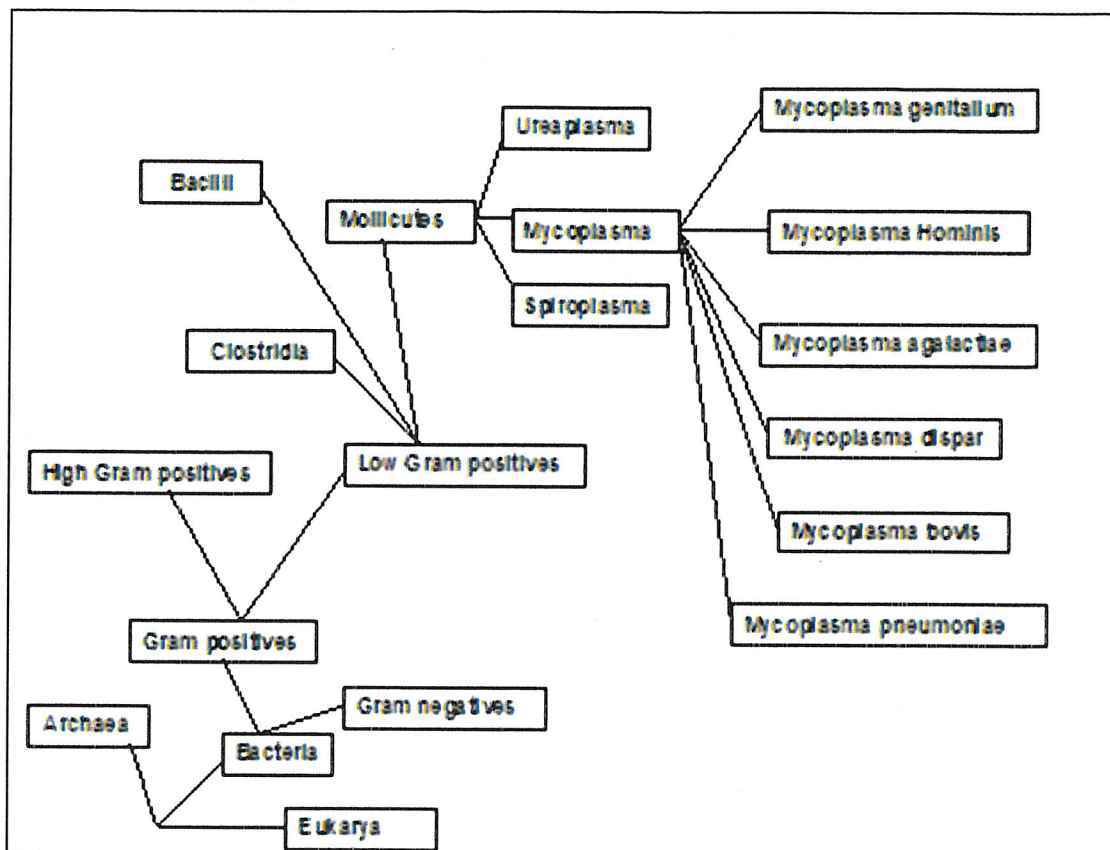 Mycoplasma genitalium
Ureaplasma
Bacilli
Mollicutes
Mycoplasma
Mycoplasma Hominis
Spiroplasma
Clostridia
Mycoplasma agalactiae
Mycoplasma dispar
High Gram positives
Low Gram positives
Mycoplasma bovis
Gram positives
Mycoplasma pneumoniae
Archaea
Gram negatives
Bacteria
Eukarya